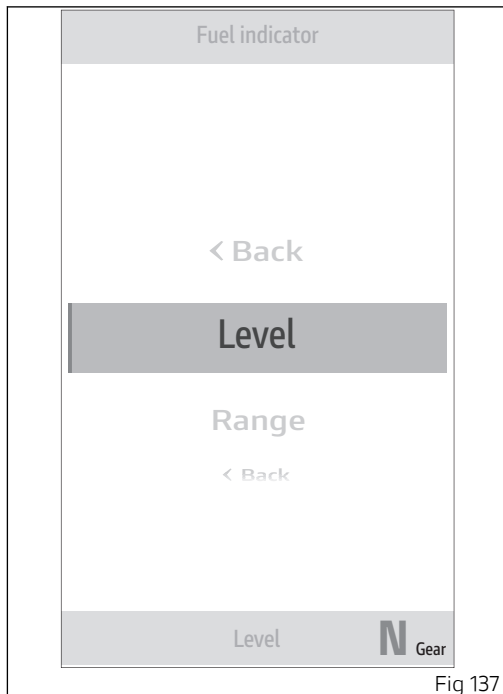 Fuel indicator
< Back
Level
Range
< Back
Level
N Gear
Fig 137